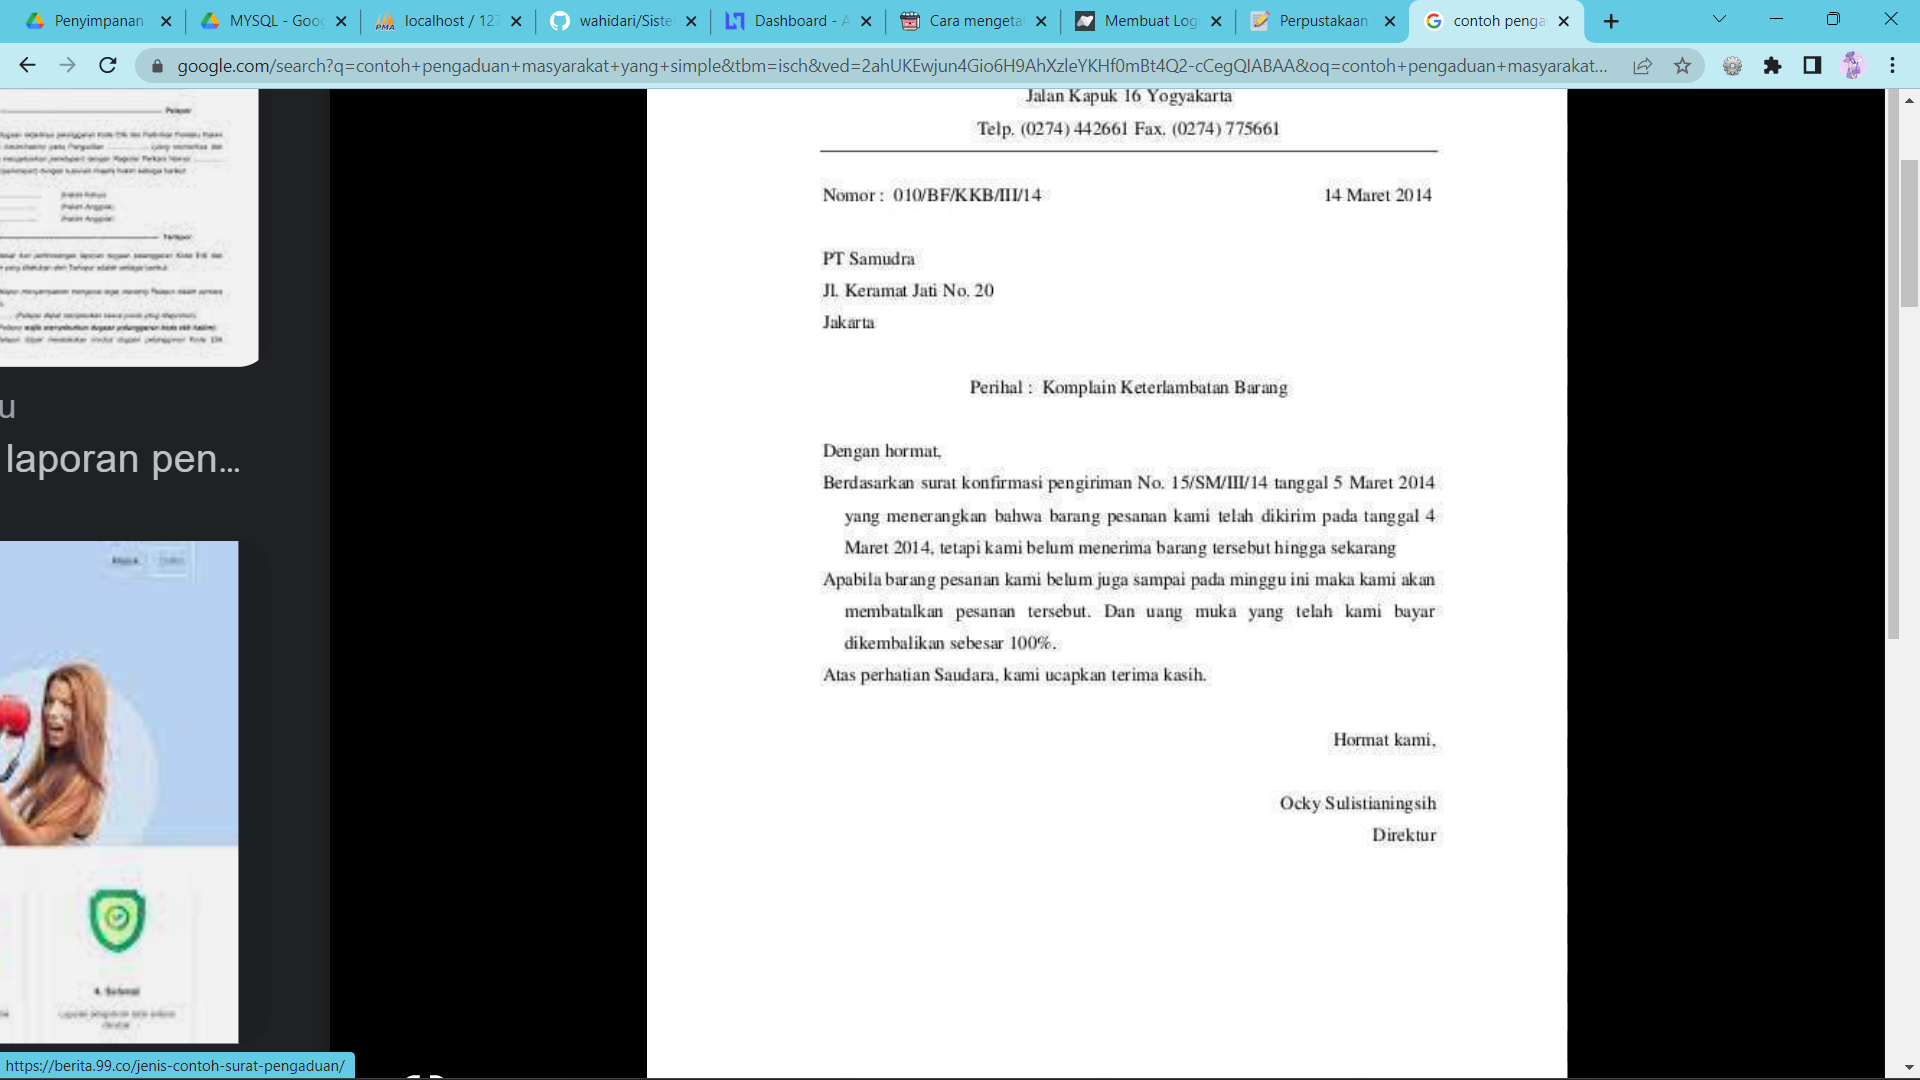 Penyimpanan
MYSQL - Goo
localhost / 127
wahidari/Siste
Dashboard - A
Cara mengeta
Membuat Log
Perpustakaan
contoh penga
google.com/search?q=contoh+pengaduan+masyarakat+yang+simple&tbm=isch&ved=2ahUKEwjun4Gio6H9AhXzleYKHf0mBt4Q2-cCegQIABAA&oq=contoh+pengaduan+masyarakat...
Pelapor
Terlapor
u
laporan pen...
Masuk
4. Selesai
Jalan Kapuk 16 Yogyakarta
Telp. (0274) 442661 Fax. (0274) 775661
Nomor : 010/BF/KKB/III/14 14 Maret 2014
PT Samudra
Jl. Keramat Jati No. 20
Jakarta
Perihal : Komplain Keterlambatan Barang
Dengan hormat,
Berdasarkan surat konfirmasi pengiriman No. 15/SM/III/14 tanggal 5 Maret 2014
yang menerangkan bahwa barang pesanan kami telah dikirim pada tanggal 4
Maret 2014, tetapi kami belum menerima barang tersebut hingga sekarang
Apabila barang pesanan kami belum juga sampai pada minggu ini maka kami akan
membatalkan pesanan tersebut. Dan uang muka yang telah kami bayar
dikembalikan sebesar 100%.
Atas perhatian Saudara, kami ucapkan terima kasih.
Hormat kami,
Ocky Sulistianingsih
Direktur
https://berita.99.co/jenis-contoh-surat-pengaduan/